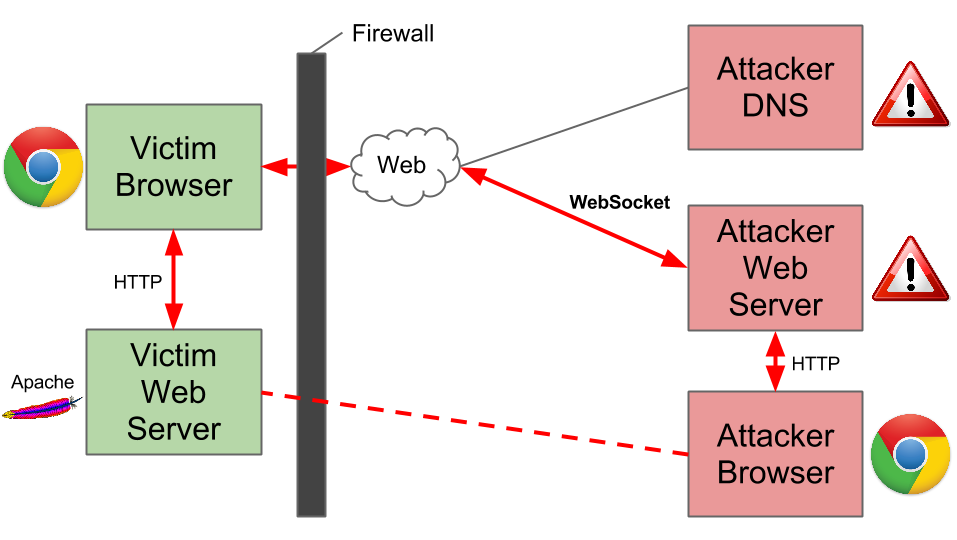 Firewall
Attacker
DNS
Victim
Browser
Web
WebSocket
Attacker
Web
Server
HTTP
Victim
Web
Server
Apache
HTTP
Attacker
Browser